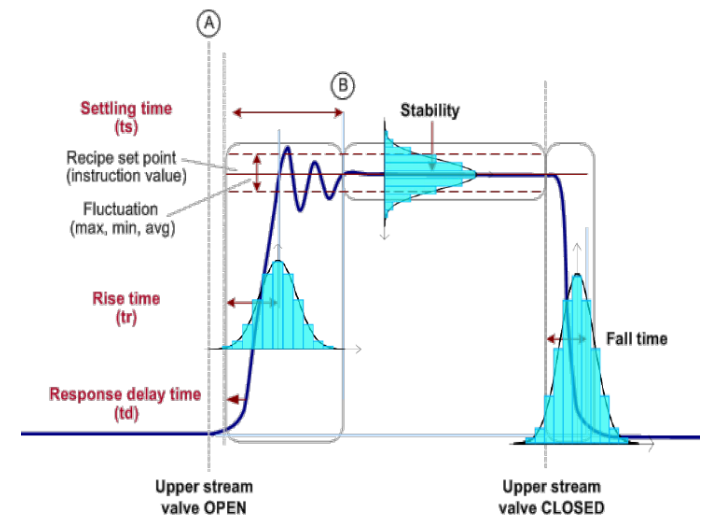 A
B
Settling time
(ts)
Stability
Recipe set point
(instruction value)
Fluctuation
(max, min, avg)
Rise time
(tr)
Fall time
Response delay time
(td)
Upper stream
valve OPEN
Upper stream
valve CLOSED